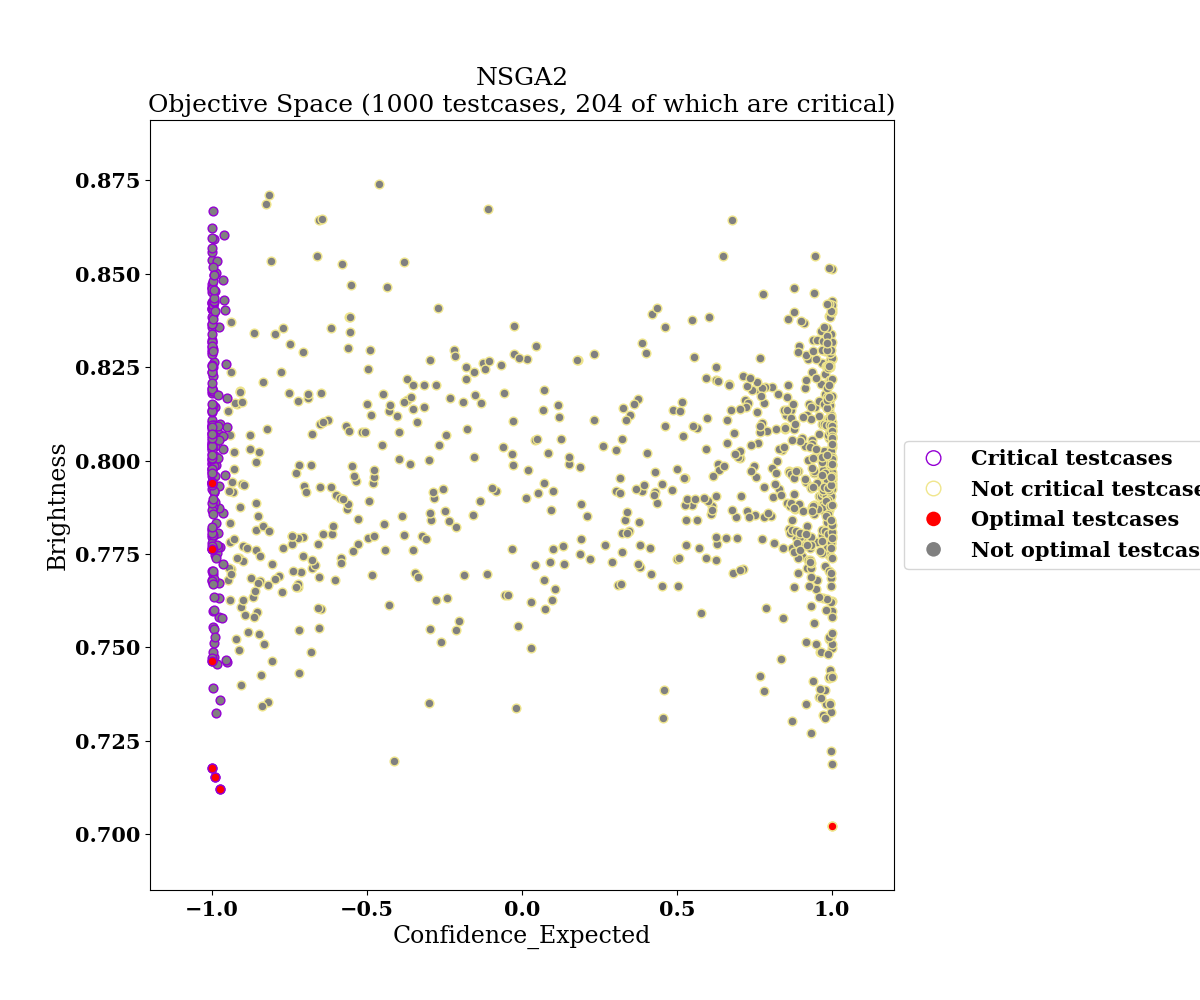 NSGA2
Objective Space (1000 testcases, 204 of which are critical)
0.875
0.850
0.825
0.800
0.775
0.750
0.725
0.700
Brightness
−1.0
−0.5
0.0
0.5
1.0
Confidence_Expected
Critical testcases
Not critical testcase
Optimal testcases
Not optimal testcas